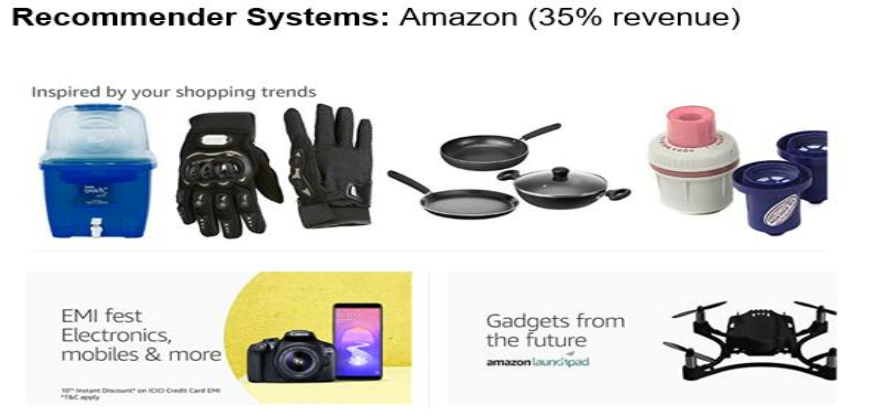 Recommender Systems: Amazon (35% revenue)
Inspired by your shopping trends
EMI fest
Electronics,
mobiles & more
10% Instant Discount* on ICICI Credit Card EMI
*T&C apply
Gadgets from
the future
amazon launchpad